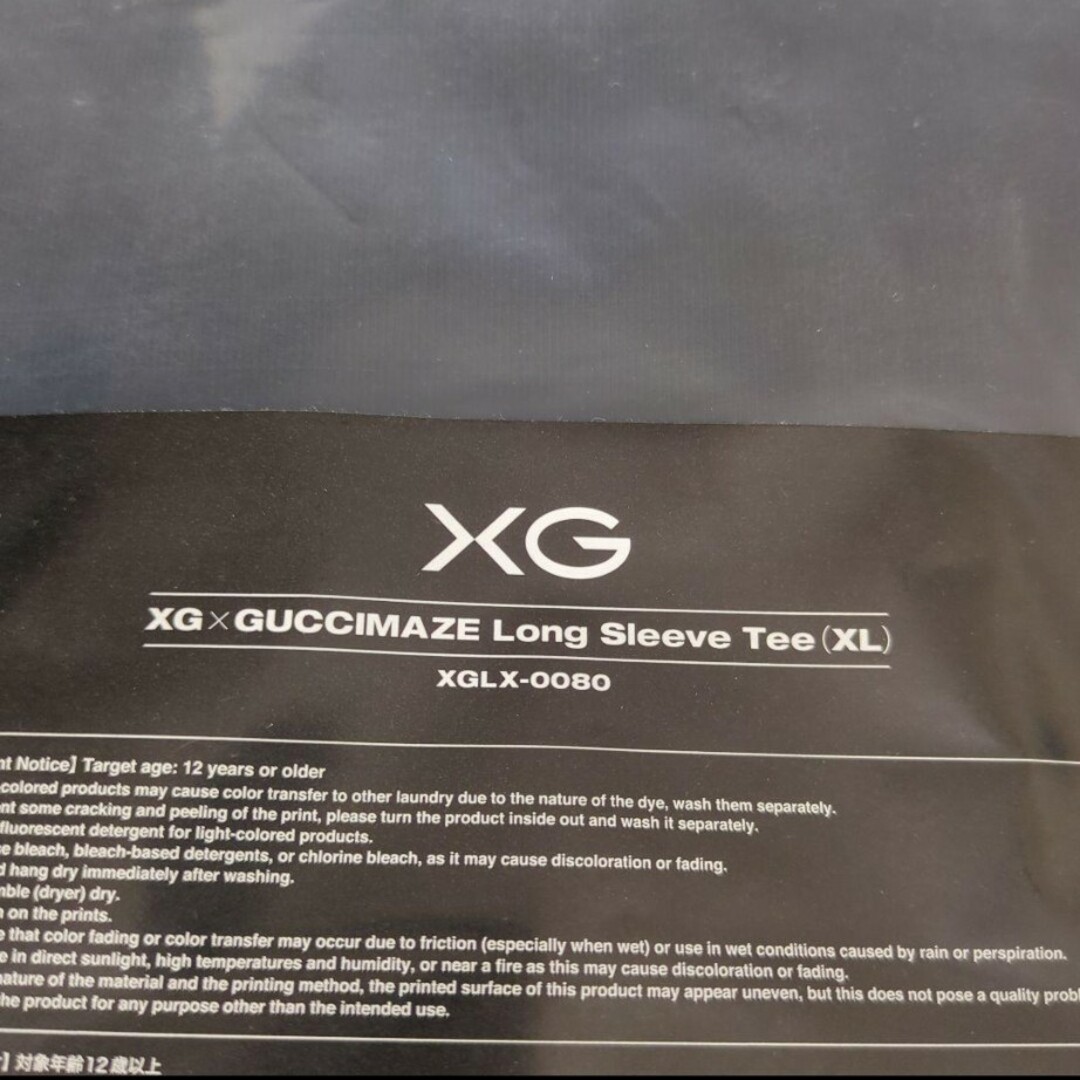 XG
XG×GUCCIMAZE Long Sleeve Tee(XL)
XGLX-0080
Notice】Target age: 12 years or older
colored products may cause color transfer to other laundry due to the nature of the dye, wash them separately.
some cracking and peeling of the print, please turn the product inside out and wash it separately.
fluorescent detergent for light-colored products.
bleach, bleach-based detergents, or chlorine bleach, as it may cause discoloration or fading.
hang dry immediately after washing.
(dryer) dry.
on the prints.
that color fading or color transfer may occur due to friction (especially when wet) or use in wet conditions caused by rain or perspiration.
in direct sunlight, high temperatures and humidity, or near a fire as this may cause discoloration or fading.
nature of the material and the printing method, the printed surface of this product may appear uneven, but this does not pose a quality
the product for any purpose other than the intended use.
】対象年齢12歳以上